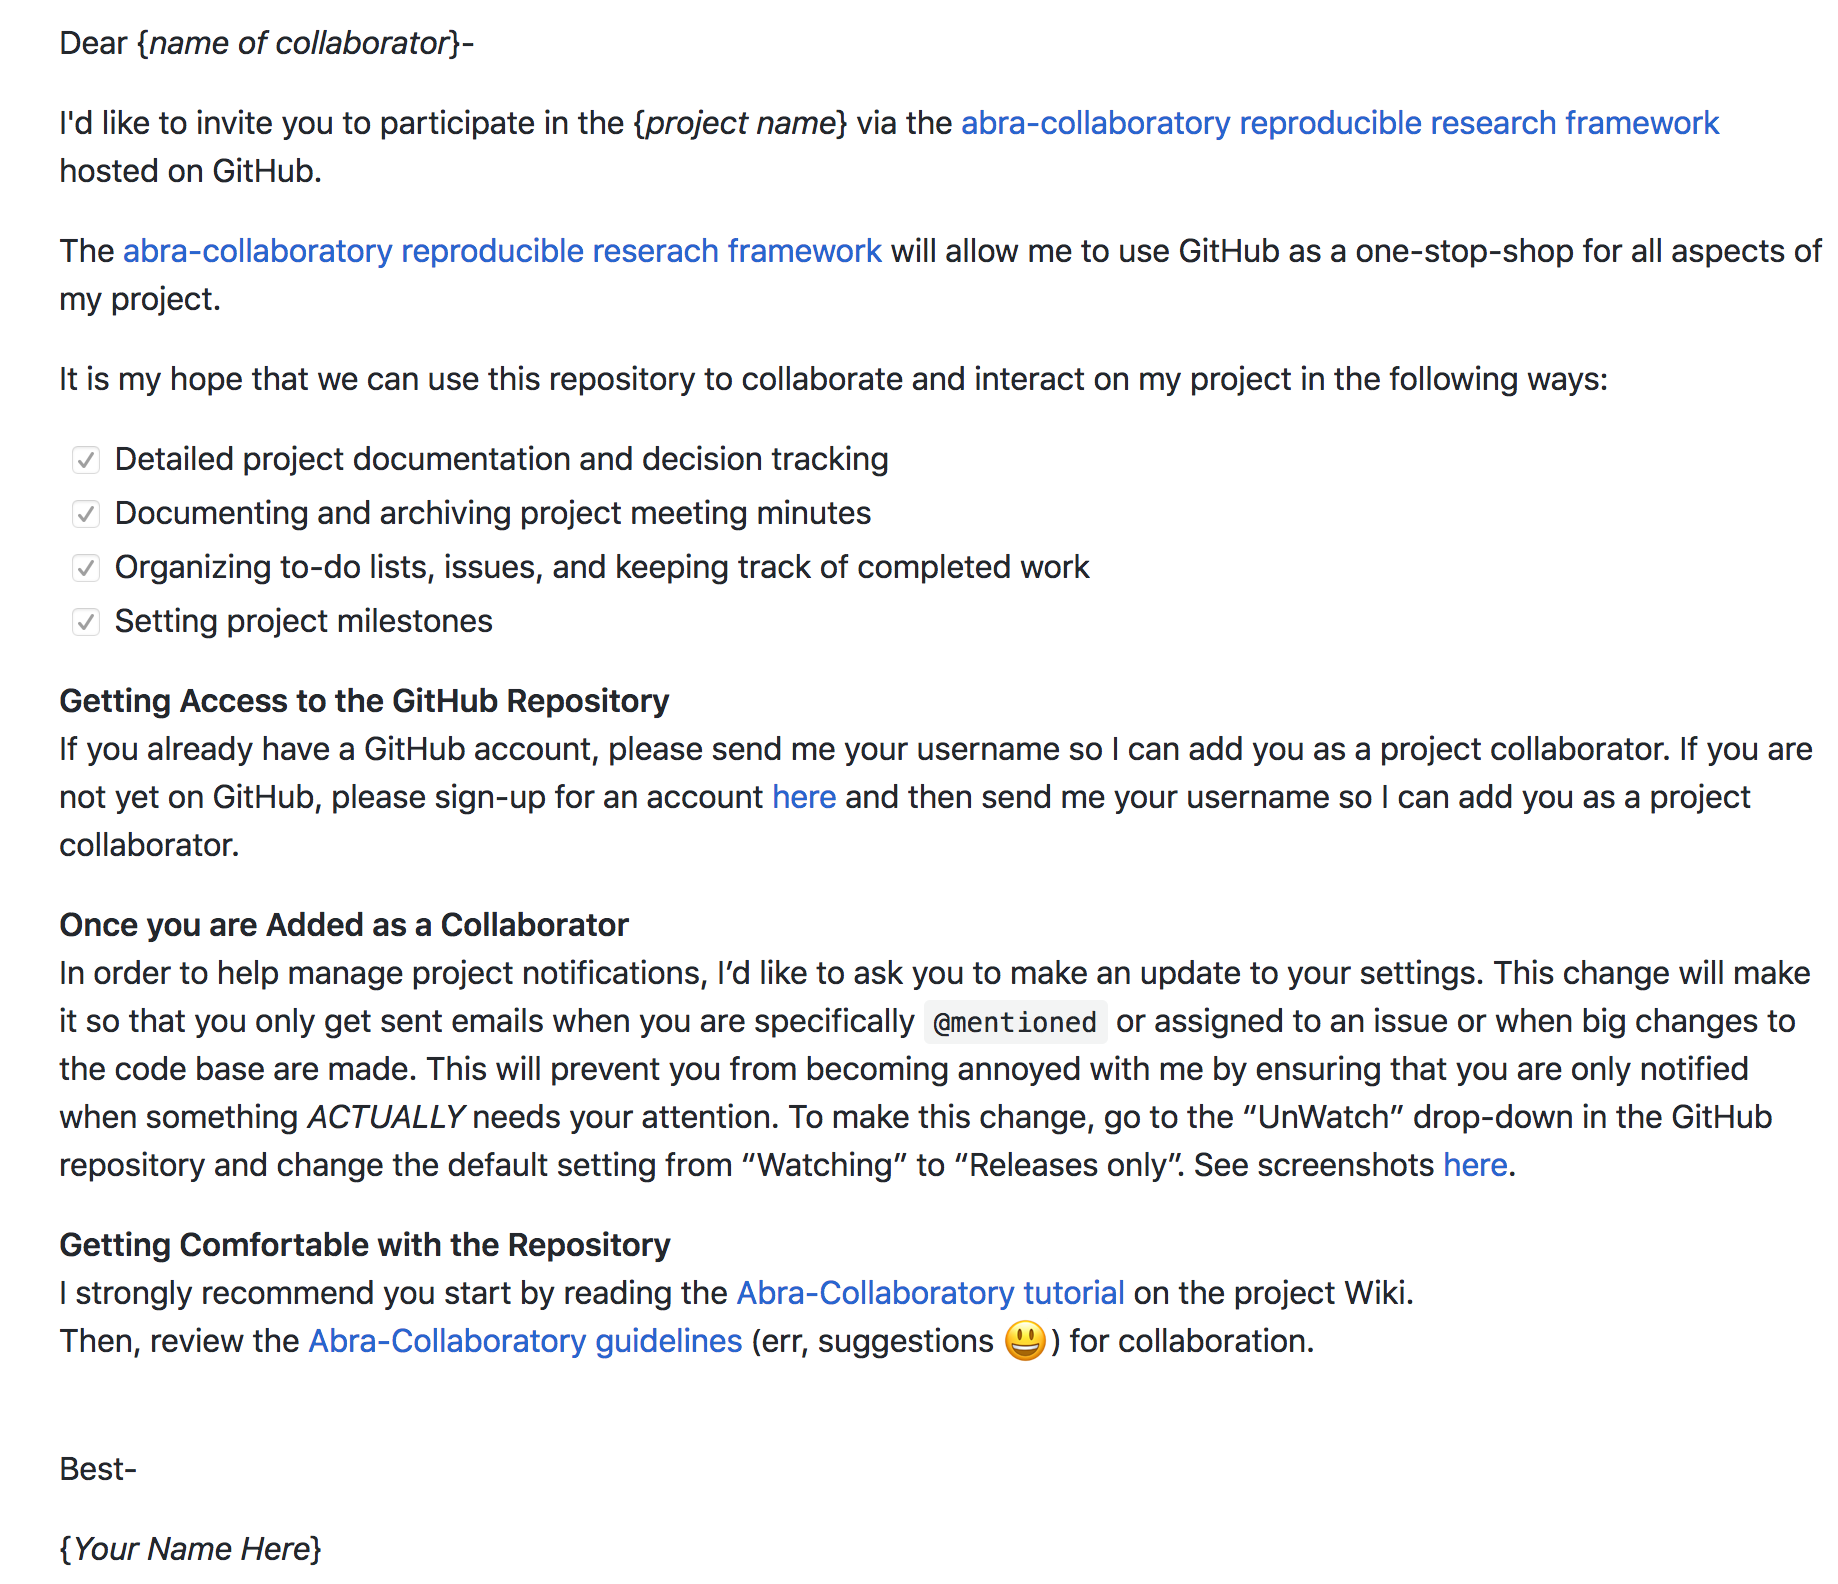 Dear {name of collaborator}-
I'd like to invite you to participate in the {project name} via the abra-collaboratory reproducible research framework
hosted on GitHub.
The abra-collaboratory reproducible reserach framework will allow me to use GitHub as a one-stop-shop for all aspects of
my project.
It is my hope that we can use this repository to collaborate and interact on my project in the following ways:
Detailed project documentation and decision tracking
Documenting and archiving project meeting minutes
Organizing to-do lists, issues, and keeping track of completed work
Setting project milestones
Getting Access to the GitHub Repository
If you already have a GitHub account, please send me your username so I can add you as a project collaborator. If you are
not yet on GitHub, please sign-up for an account here and then send me your username so I can add you as a project
collaborator.
Once you are Added as a Collaborator
In order to help manage project notifications, I’d like to ask you to make an update to your settings. This change will make
it so that you only get sent emails when you are specifically @mentioned or assigned to an issue or when big changes to
the code base are made. This will prevent you from becoming annoyed with me by ensuring that you are only notified
when something ACTUALLY needs your attention. To make this change, go to the “UnWatch” drop-down in the GitHub
repository and change the default setting from “Watching” to “Releases only”. See screenshots here.
Getting Comfortable with the Repository
I strongly recommend you start by reading the Abra-Collaboratory tutorial on the project Wiki.
Then, review the Abra-Collaboratory guidelines (err, suggestions 😃) for collaboration.
Best-
{Your Name Here}